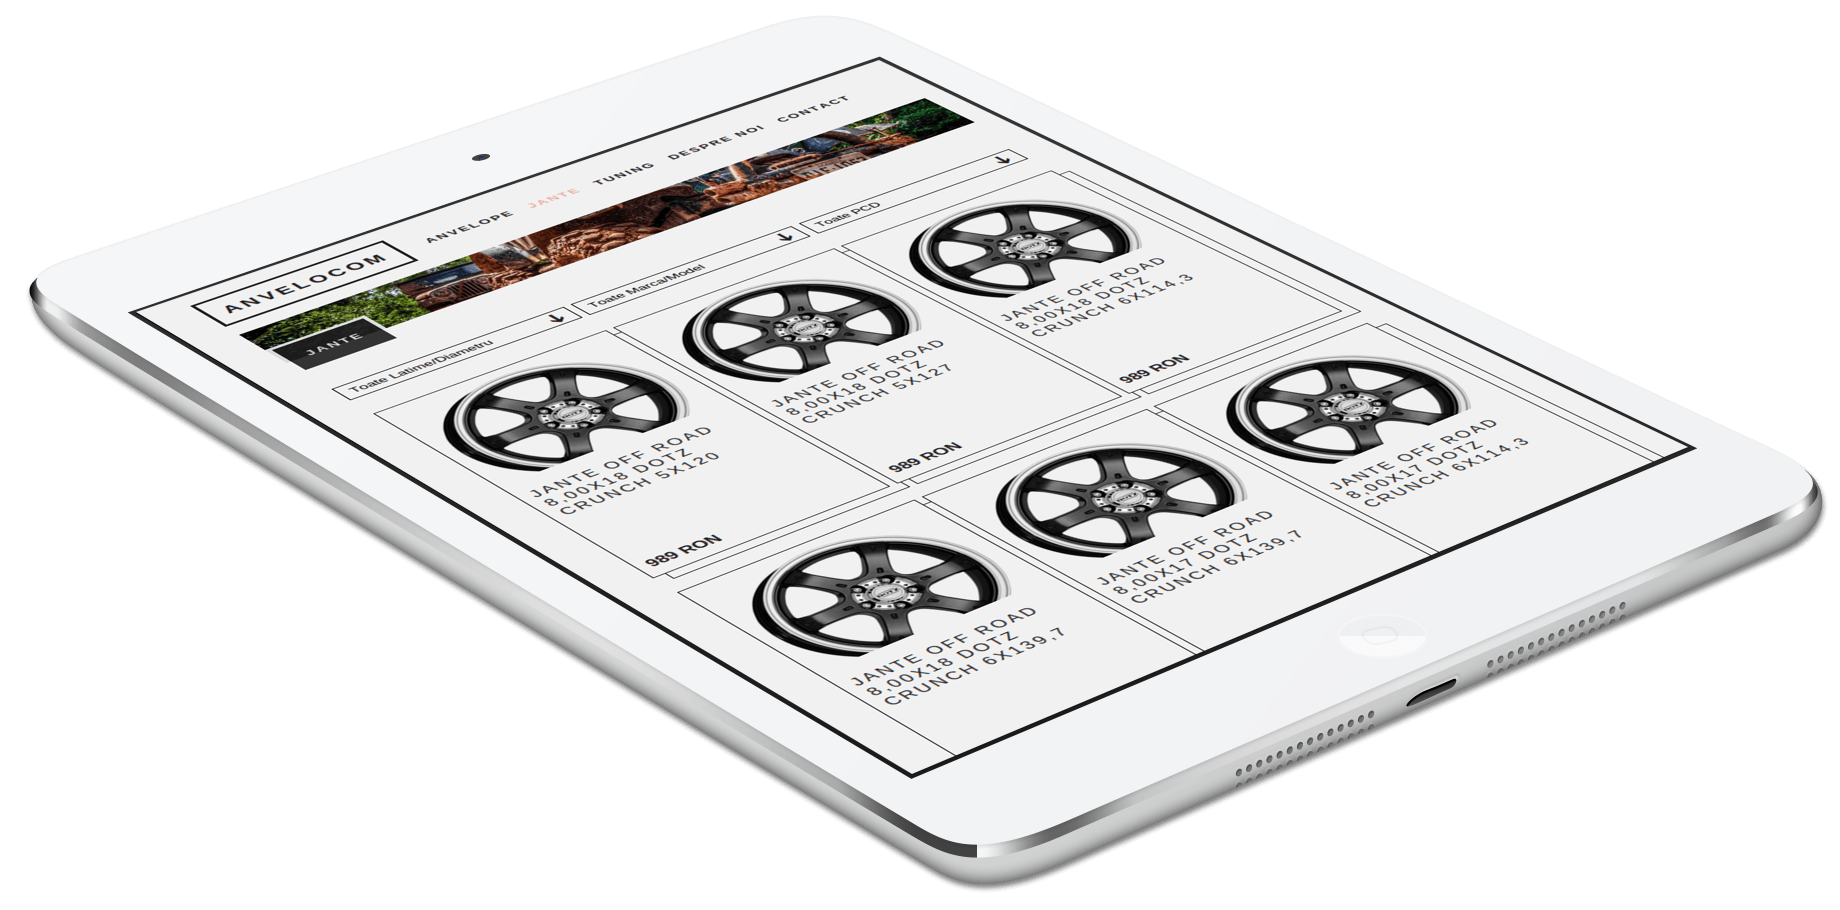 ANVELOCOM
ANVELOPE JANTE TUNING DESPRE NOI CONTACT
JANTE
Toate Latime/Diametru
Toate Marca/Model
Toate PCD
JANTE OFF ROAD
8,00X18 DOTZ
CRUNCH 5X120
989 RON
JANTE OFF ROAD
8,00X18 DOTZ
CRUNCH 5X127
989 RON
JANTE OFF ROAD
8,00X18 DOTZ
CRUNCH 6X114,3
989 RON
JANTE OFF ROAD
8,00X18 DOTZ
CRUNCH 6X139,7
JANTE OFF ROAD
8,00X17 DOTZ
CRUNCH 6X139,7
JANTE OFF ROAD
8,00X17 DOTZ
CRUNCH 6X114,3